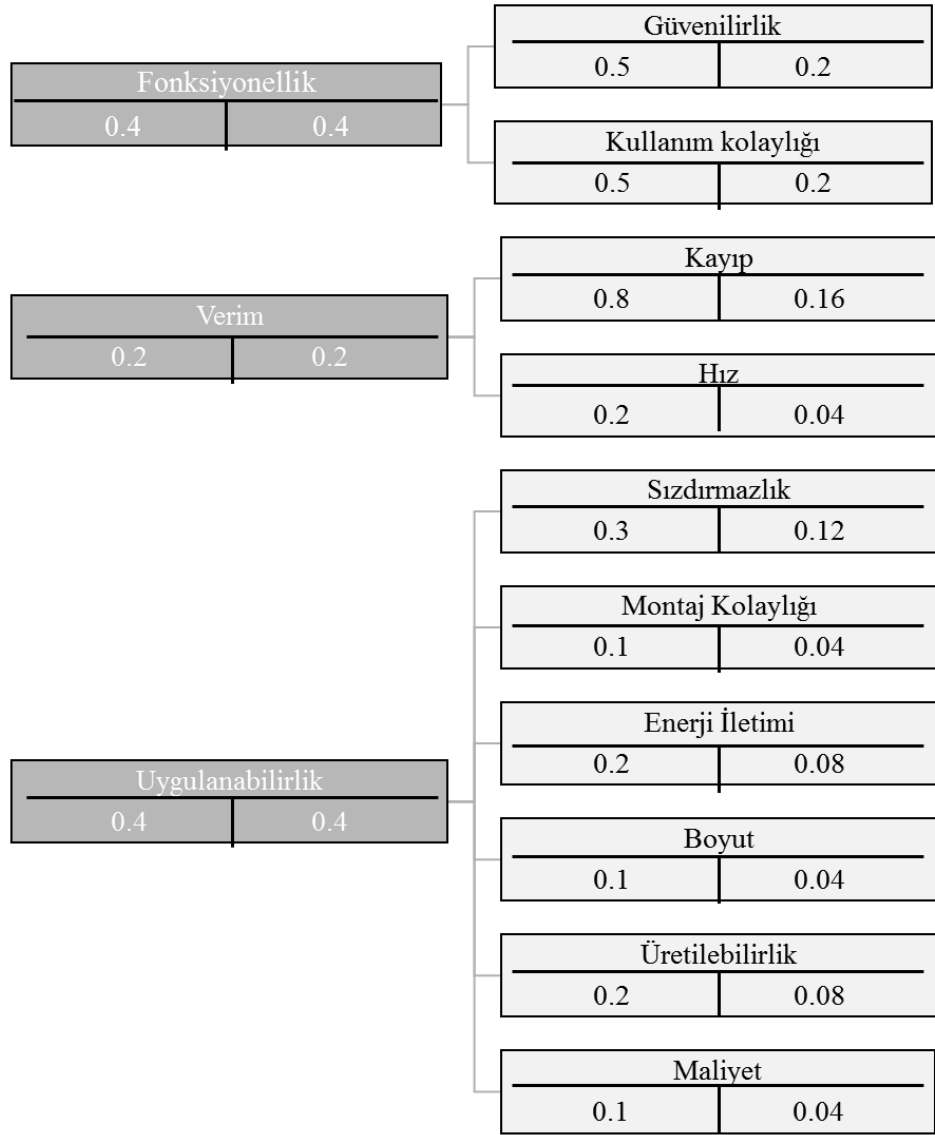 Fonksiyonellik
0.4 0.4
Güvenilirlik
0.5 0.2
Kullanım kolaylığı
0.5 0.2
Verim
0.2 0.2
Kayıp
0.8 0.16
Hız
0.2 0.04
Uygulanabilirlik
0.4 0.4
Sızdırmazlık
0.3 0.12
Montaj Kolaylığı
0.1 0.04
Enerji İletimi
0.2 0.08
Boyut
0.1 0.04
Üretilebilirlik
0.2 0.08
Maliyet
0.1 0.04